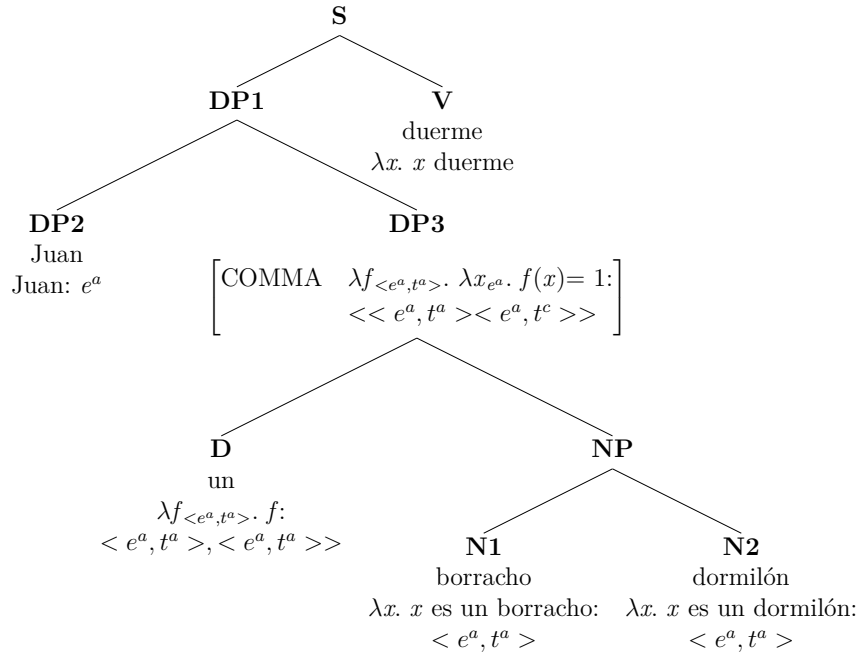 S
DP1 V
duerme
λx. x duerme
DP2 DP3
Juan
Juan: e^a
COMMA λf_{<e^a,t^a>}. λx_{e^a}. f(x)= 1:
<< e^a, t^a >< e^a, t^c >>
D NP
un
λf_{<e^a,t^a>}. f:
< e^a, t^a >, < e^a, t^a >>
N1 N2
borracho dormilón
λx. x es un borracho: λx. x es un dormilón:
< e^a, t^a > < e^a, t^a >